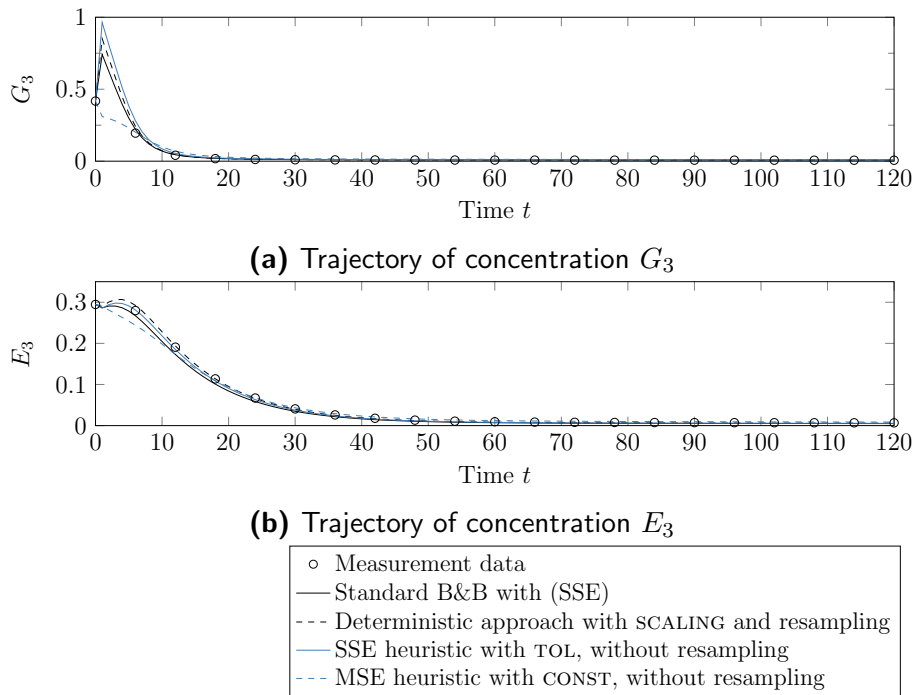 1
0.5
0
G₃
0 10 20 30 40 50 60 70 80 90 100 110 120
Time t
(a) Trajectory of concentration G₃
0.3
0.2
0.1
0
E₃
0 10 20 30 40 50 60 70 80 90 100 110 120
Time t
(b) Trajectory of concentration E₃
Measurement data
Standard B&B with (SSE)
Deterministic approach with SCALING and resampling
SSE heuristic with TOL, without resampling
MSE heuristic with CONST, without resampling